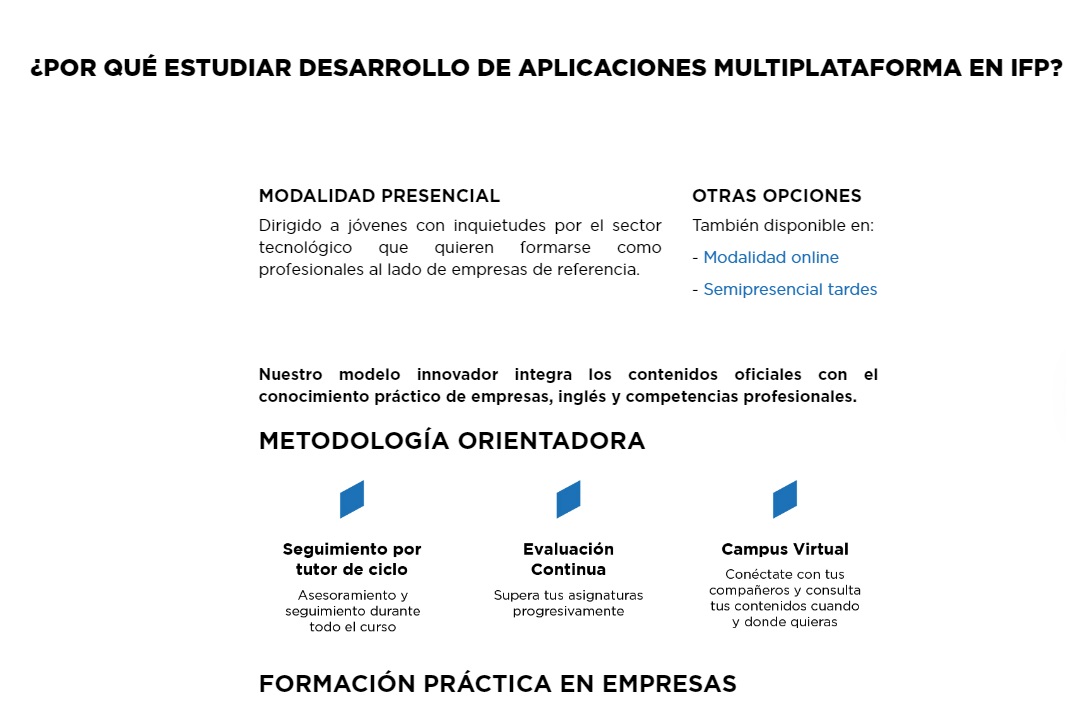 ¿POR QUÉ ESTUDIAR DESARROLLO DE APLICACIONES MULTIPLATAFORMA EN IFP?
MODALIDAD PRESENCIAL
Dirigido a jóvenes con inquietudes por el sector
tecnológico que quieren formarse como
profesionales al lado de empresas de referencia.
OTRAS OPCIONES
También disponible en:
- Modalidad online
- Semipresencial tardes
Nuestro modelo innovador integra los contenidos oficiales con el
conocimiento práctico de empresas, inglés y competencias profesionales.
METODOLOGÍA ORIENTADORA
Seguimiento por
tutor de ciclo
Asesoramiento y
seguimiento durante
todo el curso
Evaluación
Continua
Supera tus asignaturas
progresivamente
Campus Virtual
Conéctate con tus
compañeros y consulta
tus contenidos cuando
y donde quieras
FORMACIÓN PRÁCTICA EN EMPRESAS